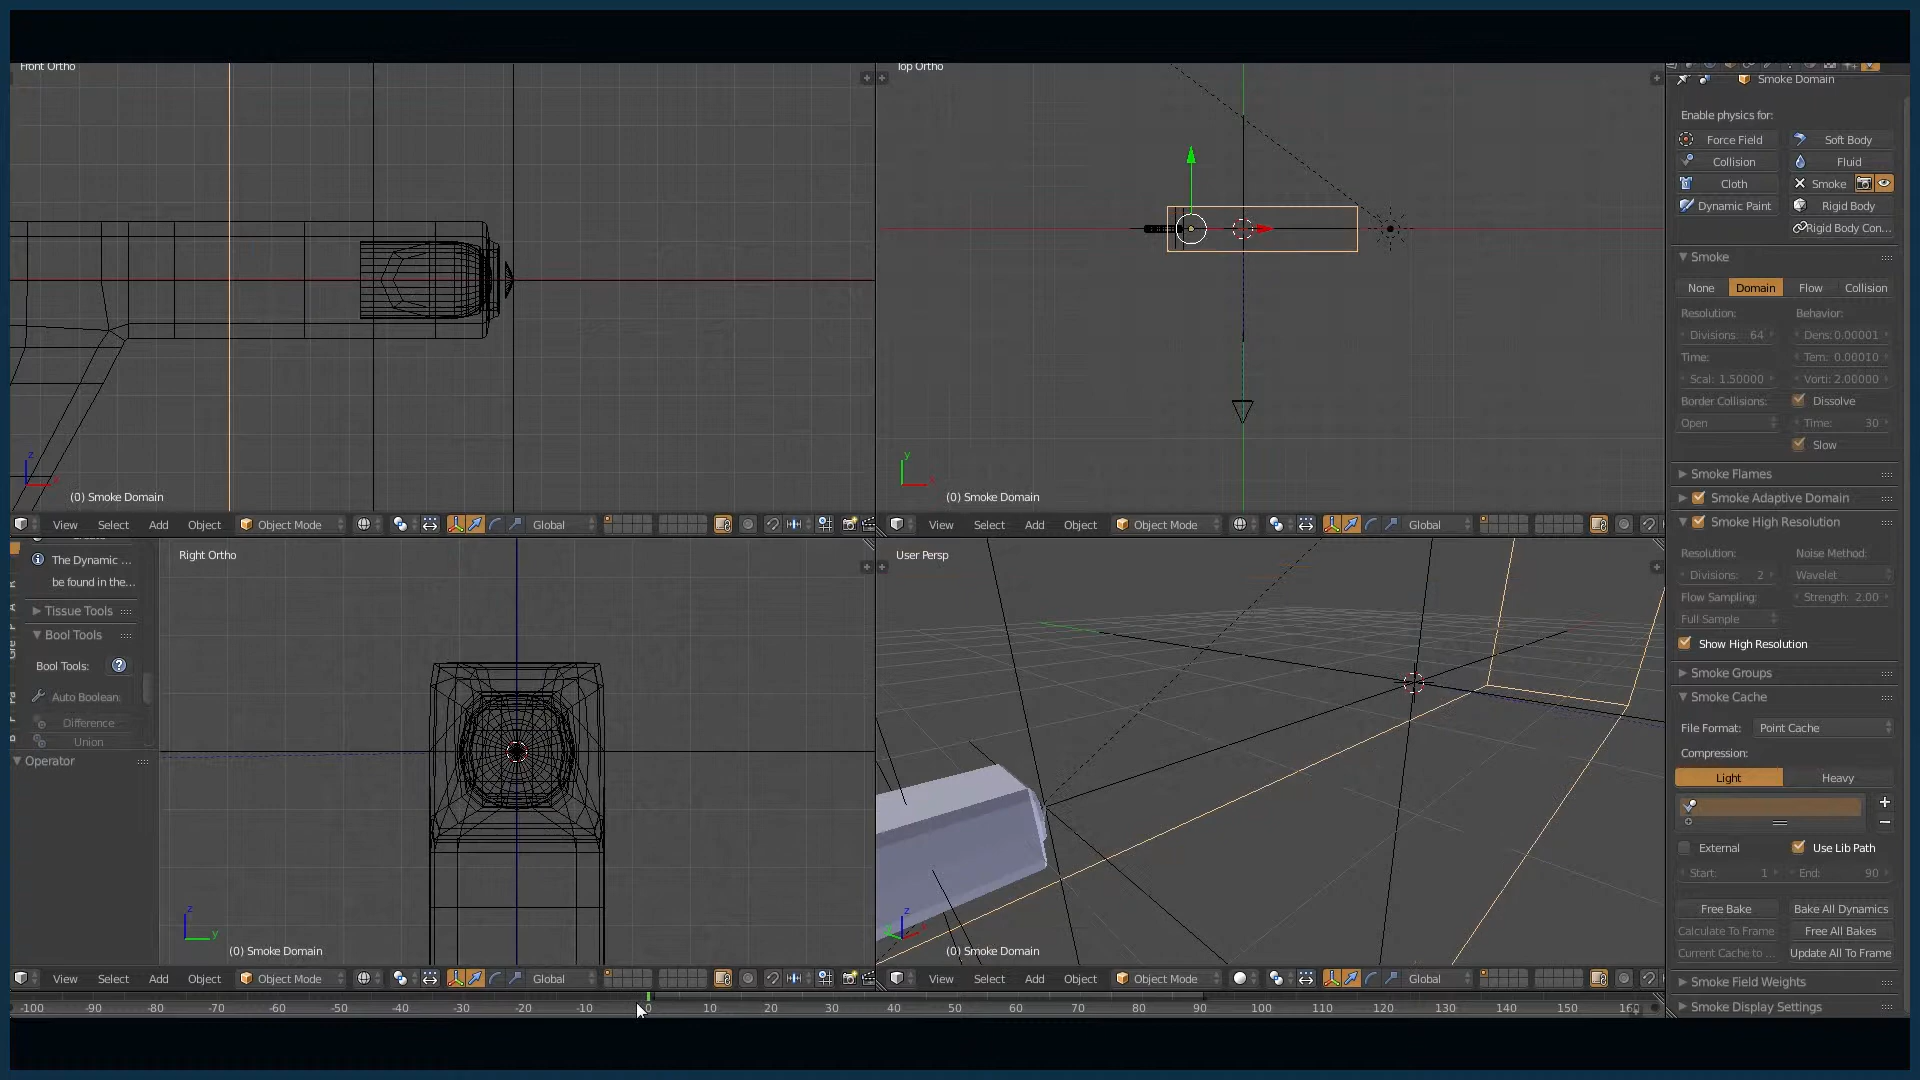 Front Ortho
(0) Smoke Domain
View Select Add Object Object Mode Global
Top Ortho
(0) Smoke Domain
View Select Add Object Object Mode Global
The Dynamic ...
be found in the...
Tissue Tools
Bool Tools
Bool Tools:
Auto Boolean:
Difference
Union
Operator
Right Ortho
(0) Smoke Domain
View Select Add Object Object Mode Global
User Persp
(0) Smoke Domain
View Select Add Object Object Mode Global
-100 -90 -80 -70 -60 -50 -40 -30 -20 -10 0 10 20 30 40 50 60 70 80 90 100 110 120 130 140 150 160
Smoke Domain
Enable physics for:
Force Field Soft Body
Collision Fluid
Cloth Smoke
Dynamic Paint Rigid Body
Rigid Body Con...
Smoke
None Domain Flow Collision
Resolution: Behavior:
Divisions: 64 Dens: 0.00001
Time: Tem: 0.00010
Scal: 1.50000 Vorti: 2.00000
Border Collisions: Dissolve
Open Time: 30
Slow
Smoke Flames
Smoke Adaptive Domain
Smoke High Resolution
Resolution: Noise Method:
Divisions: 2 Wavelet
Flow Sampling: Strength: 2.00
Full Sample
Show High Resolution
Smoke Groups
Smoke Cache
File Format: Point Cache
Compression:
Light Heavy
External Use Lib Path
Start: 1 End: 90
Free Bake Bake All Dynamics
Calculate To Frame Free All Bakes
Current Cache to ... Update All To Frame
Smoke Field Weights
Smoke Display Settings